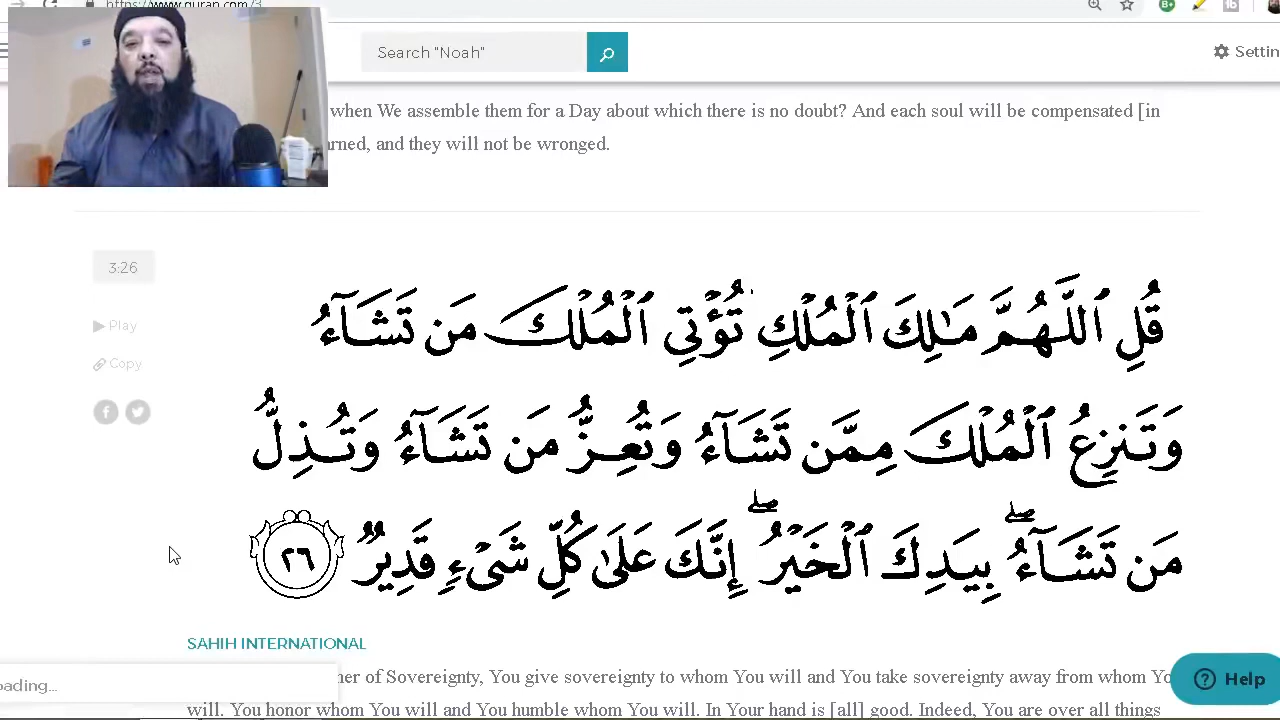 https://www.quran.com/3
Search "Noah"
Settin
when We assemble them for a Day about which there is no doubt? And each soul will be compensated [in
rned, and they will not be wronged.
3:26
Play
Copy
قُلِ ٱللَّهُمَّ مَـٰلِكَ ٱلْمُلْكِ تُؤْتِى ٱلْمُلْكَ مَن تَشَآءُ
وَتَنزِعُ ٱلْمُلْكَ مِمَّن تَشَآءُ وَتُعِزُّ مَن تَشَآءُ وَتُذِلُّ
مَن تَشَآءُ ۖ بِيَدِكَ ٱلْخَيْرُ ۖ إِنَّكَ عَلَىٰ كُلِّ شَىْءٍ قَدِيرٌ ٢٦
SAHIH INTERNATIONAL
ner of Sovereignty, You give sovereignty to whom You will and You take sovereignty away from whom Yo
will. You honor whom You will and You humble whom You will. In Your hand is [all] good. Indeed, You are over all things
oading...
Help